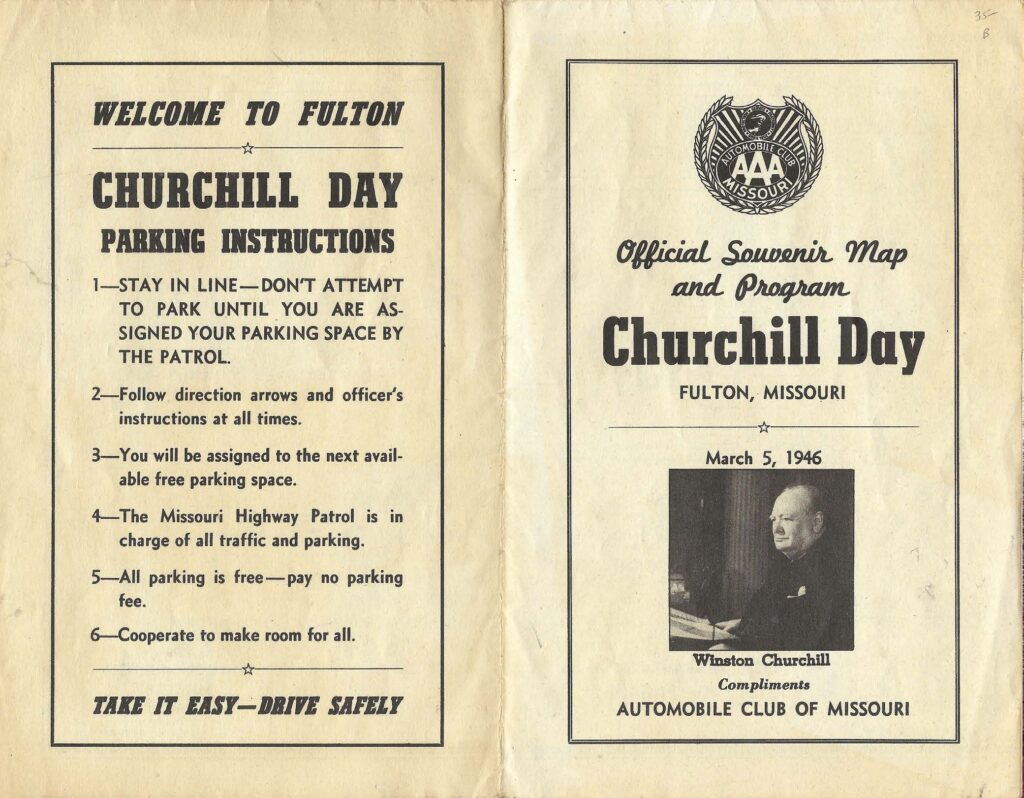 WELCOME TO FULTON
CHURCHILL DAY
PARKING INSTRUCTIONS
1—STAY IN LINE—DON'T ATTEMPT
TO PARK UNTIL YOU ARE AS-
SIGNED YOUR PARKING SPACE BY
THE PATROL.
2—Follow direction arrows and officer's
instructions at all times.
3—You will be assigned to the next avail-
able free parking space.
4—The Missouri Highway Patrol is in
charge of all traffic and parking.
5—All parking is free—pay no parking
fee.
6—Cooperate to make room for all.
TAKE IT EASY—DRIVE SAFELY
35-
B
AUTOMOBILE CLUB
AAA
MISSOURI
Official Souvenir Map
and Program
Churchill Day
FULTON, MISSOURI
March 5, 1946
Winston Churchill
Compliments
AUTOMOBILE CLUB OF MISSOURI